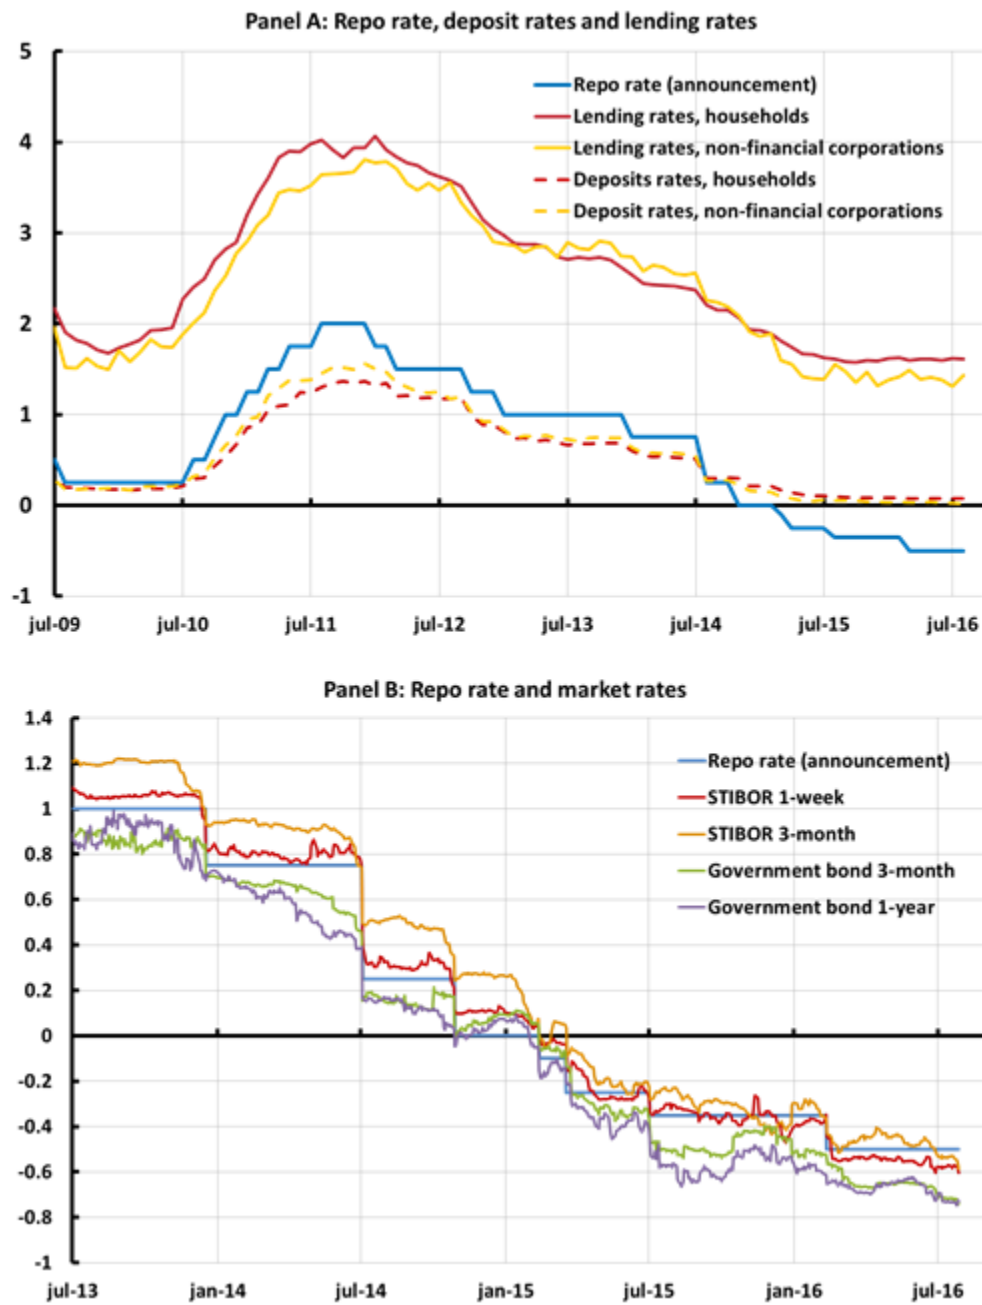 Panel A: Repo rate, deposit rates and lending rates
5
4
3
2
1
0
-1
Repo rate (announcement)
Lending rates, households
Lending rates, non-financial corporations
Deposits rates, households
Deposit rates, non-financial corporations
jul-09 jul-10 jul-11 jul-12 jul-13 jul-14 jul-15 jul-16
Panel B: Repo rate and market rates
1.4
1.2
1
0.8
0.6
0.4
0.2
0
-0.2
-0.4
-0.6
-0.8
-1
Repo rate (announcement)
STIBOR 1-week
STIBOR 3-month
Government bond 3-month
Government bond 1-year
jul-13 jan-14 jul-14 jan-15 jul-15 jan-16 jul-16